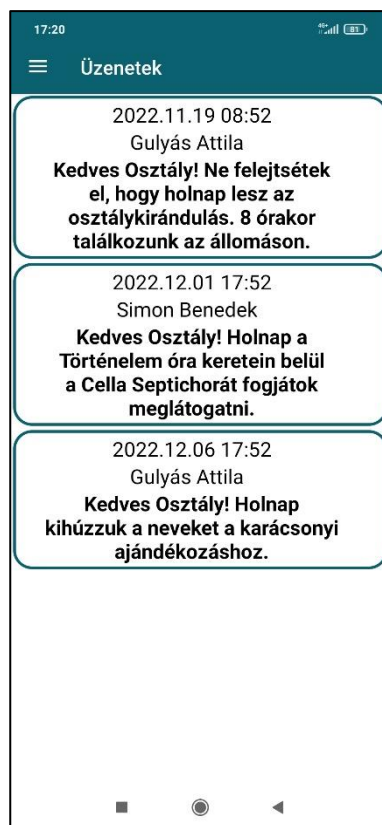 17:20
4G+
81
Üzenetek
2022.11.19 08:52
Gulyás Attila
Kedves Osztály! Ne felejtsétek
el, hogy holnap lesz az
osztálykirándulás. 8 órakor
találkozunk az állomáson.
2022.12.01 17:52
Simon Benedek
Kedves Osztály! Holnap a
Történelem óra keretein belül
a Cella Septichorát fogjátok
meglátogatni.
2022.12.06 17:52
Gulyás Attila
Kedves Osztály! Holnap
kihúzzuk a neveket a karácsonyi
ajándékozáshoz.